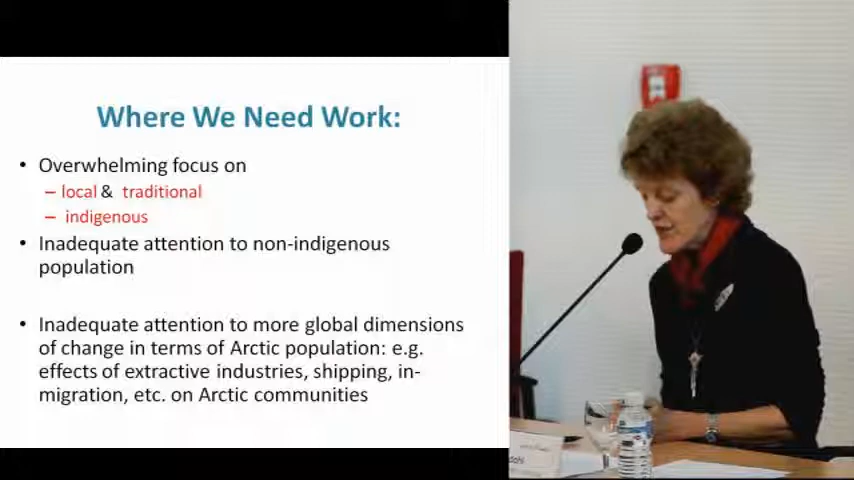 Where We Need Work:
• Overwhelming focus on
– local & traditional
– indigenous
• Inadequate attention to non-indigenous
population
• Inadequate attention to more global dimensions
of change in terms of Arctic population: e.g.
effects of extractive industries, shipping, in-
migration, etc. on Arctic communities